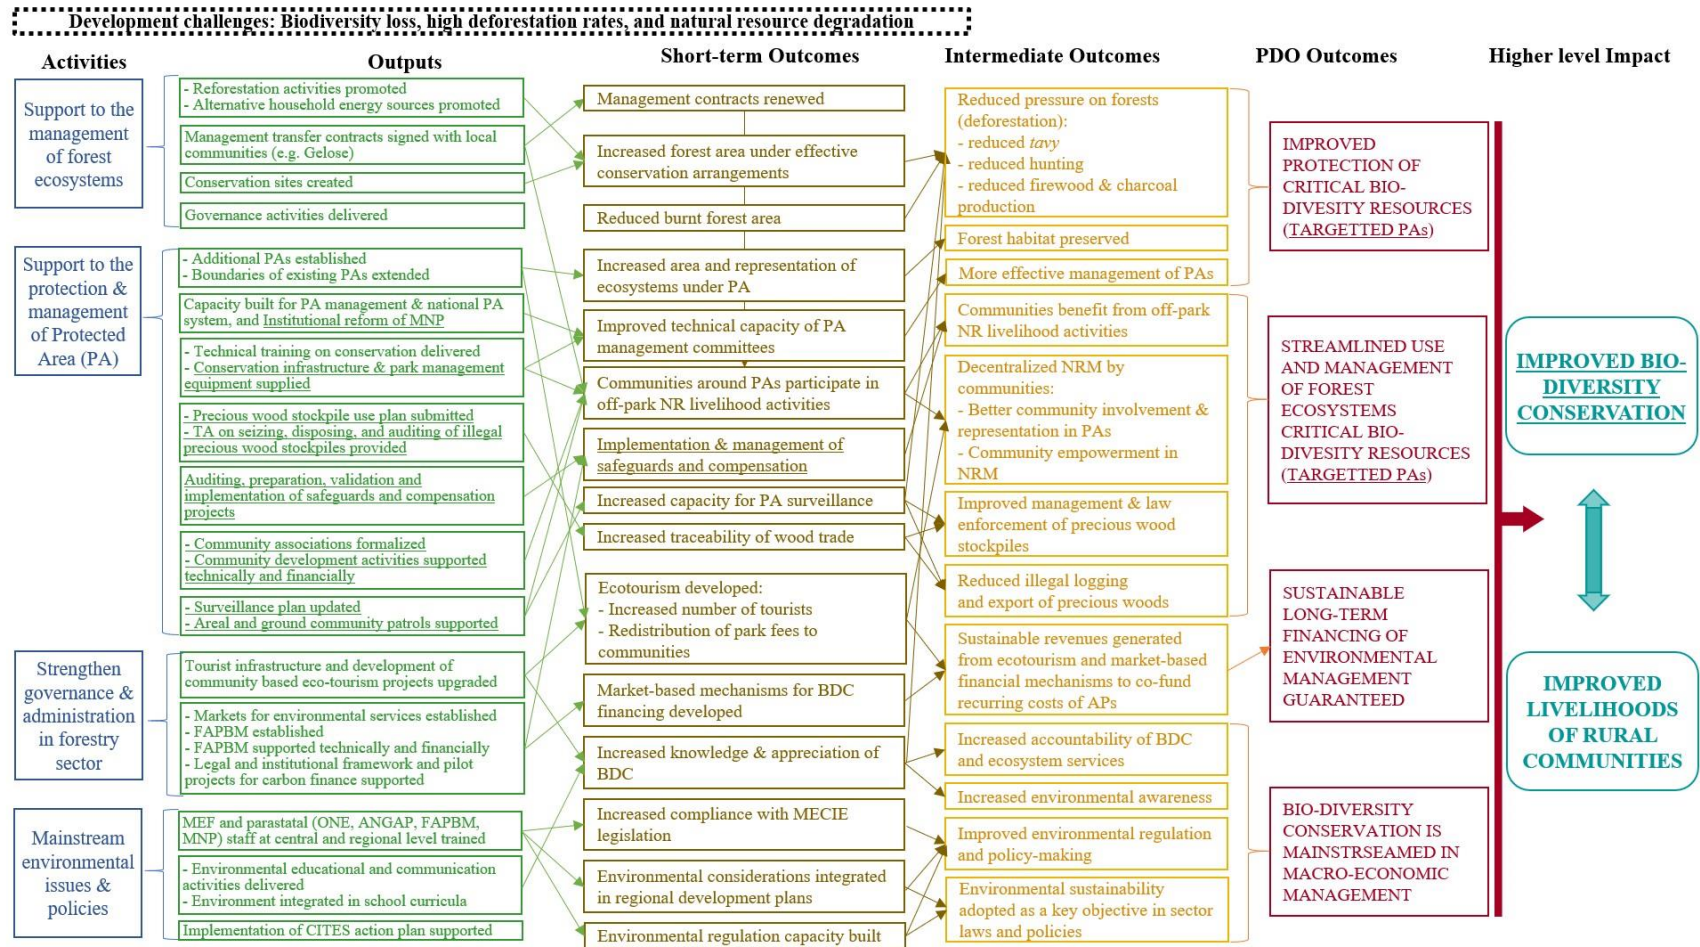 Development challenges: Biodiversity loss, high deforestation rates, and natural resource degradation
Activities
Outputs
Short-term Outcomes
Intermediate Outcomes
PDO Outcomes
Higher level Impact
Support to the
management
of forest
ecosystems
Support to the
protection &
management
of Protected
Area (PA)
Strengthen
governance &
administration
in forestry
sector
Mainstream
environmental
issues &
policies
- Reforestation activities promoted
- Alternative household energy sources promoted
Management transfer contracts signed with local
communities (e.g. Gelose)
Conservation sites created
Governance activities delivered
- Additional PAs established
- Boundaries of existing PAs extended
Capacity built for PA management & national PA
system, and Institutional reform of MNP
- Technical training on conservation delivered
- Conservation infrastructure & park management
equipment supplied
- Precious wood stockpile use plan submitted
- TA on seizing, disposing, and auditing of illegal
precious wood stockpiles provided
Auditing, preparation, validation and
implementation of safeguards and compensation
projects
- Community associations formalized
- Community development activities supported
technically and financially
- Surveillance plan updated
- Areal and ground community patrols supported
Tourist infrastructure and development of
community based eco-tourism projects upgraded
- Markets for environmental services established
- FAPBM established
- FAPBM supported technically and financially
- Legal and institutional framework and pilot
projects for carbon finance supported
MEF and parastatal (ONE, ANGAP, FAPBM,
MNP) staff at central and regional level trained
- Environmental educational and communication
activities delivered
- Environment integrated in school curricula
Implementation of CITES action plan supported
Management contracts renewed
Increased forest area under effective
conservation arrangements
Reduced burnt forest area
Increased area and representation of
ecosystems under PA
Improved technical capacity of PA
management committees
Communities around PAs participate in
off-park NR livelihood activities
Implementation & management of
safeguards and compensation
Increased capacity for PA surveillance
Increased traceability of wood trade
Ecotourism developed:
- Increased number of tourists
- Redistribution of park fees to
communities
Market-based mechanisms for BDC
financing developed
Increased knowledge & appreciation of
BDC
Increased compliance with MECIE
legislation
Environmental considerations integrated
in regional development plans
Environmental regulation capacity built
Reduced pressure on forests
(deforestation):
- reduced tavy
- reduced hunting
- reduced firewood & charcoal
production
Forest habitat preserved
More effective management of PAs
Communities benefit from off-park
NR livelihood activities
Decentralized NRM by
communities:
- Better community involvement &
representation in PAs
- Community empowerment in
NRM
Improved management & law
enforcement of precious wood
stockpiles
Reduced illegal logging
and export of precious woods
Sustainable revenues generated
from ecotourism and market-based
financial mechanisms to co-fund
recurring costs of APs
Increased accountability of BDC
and ecosystem services
Increased environmental awareness
Improved environmental regulation
and policy-making
Environmental sustainability
adopted as a key objective in sector
laws and policies
IMPROVED
PROTECTION OF
CRITICAL BIO-
DIVESITY RESOURCES
(TARGETTED PAs)
STREAMLINED USE
AND MANAGEMENT
OF FOREST
ECOSYSTEMS
CRITICAL BIO-
DIVESITY RESOURCES
(TARGETTED PAs)
SUSTAINABLE
LONG-TERM
FINANCING OF
ENVIRONMENTAL
MANAGEMENT
GUARANTEED
BIO-DIVERSITY
CONSERVATION IS
MAINSTRSEAMED IN
MACRO-ECONOMIC
MANAGEMENT
IMPROVED BIO-
DIVERSITY
CONSERVATION
IMPROVED
LIVELIHOODS
OF RURAL
COMMUNITIES